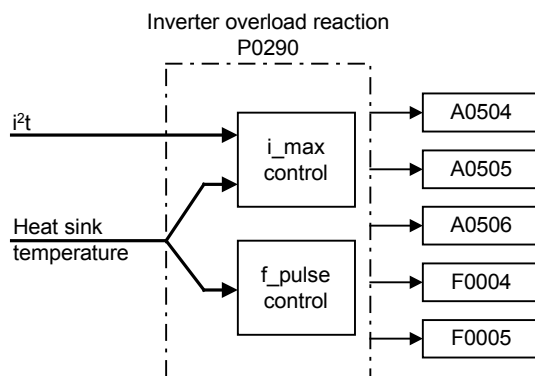 Inverter overload reaction
P0290
i²t
Heat sink
temperature
i_max
control
f_pulse
control
A0504
A0505
A0506
F0004
F0005